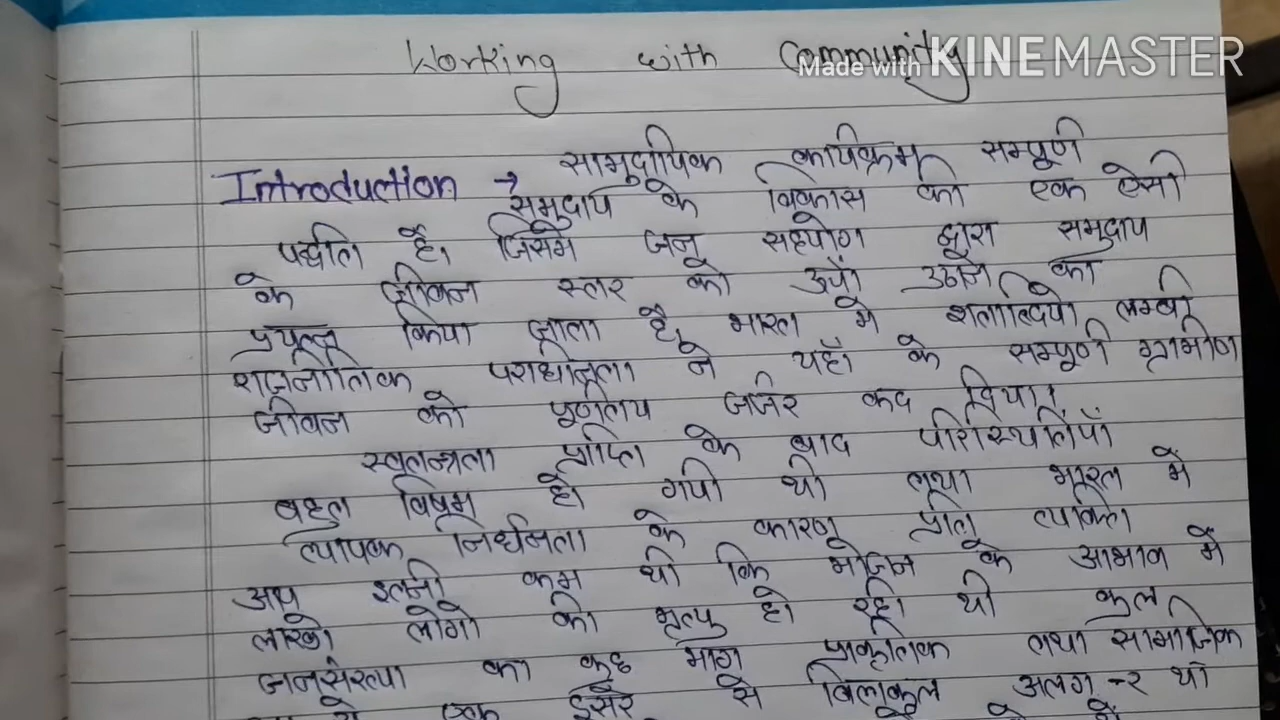 Working with Community
Made with KINEMASTER
Introduction → सामुदायिक कार्यक्रम सम्पूर्ण
समुदाय के विकास की एक ऐसी
पद्धति है, जिसमें जन सहयोग द्वारा समुदाय
के जीवन स्तर को ऊपर उठाने का
प्रयत्न किया जाता है, भारत में शताब्दियों लम्बी
राजनीतिक पराधीनता ने यहाँ के सम्पूर्ण ग्रामीण
जीवन को पूर्णतय जर्जर कर दिया।
स्वतन्त्रता प्राप्ति के बाद परिस्थितियाँ
बहुत विषम हो गयी थी तथा भारत में
व्यापक निर्धनता के कारण प्रति व्यक्ति
आय इतनी कम थी कि भोजन के आभाव में
लाखो लोगो की मृत्यु हो रही थी कुल
जनसंख्या का कुछ भाग प्राकृतिक तथा सामाजिक
एक दूसरे से बिलकुल अलग-२ थी